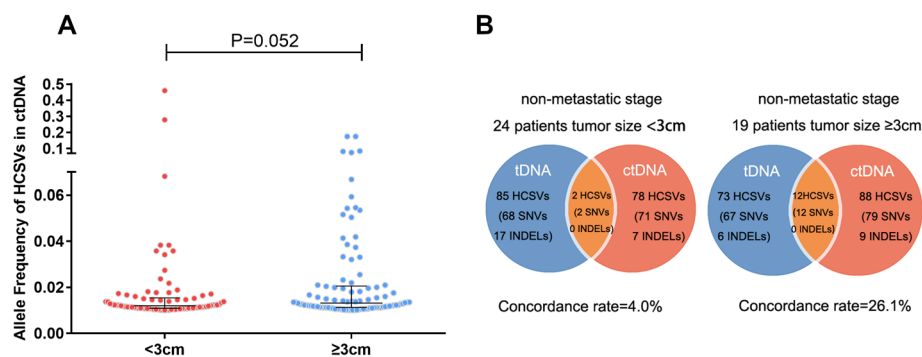 A
P=0.052
Allele Frequency of HCSVs in ctDNA
0.5
0.4
0.3
0.2
0.1
0.06
0.04
0.02
0.00
<3cm
≥3cm
B
non-metastatic stage
24 patients tumor size <3cm
tDNA
ctDNA
85 HCSVs
(68 SNVs
17 INDELs)
2 HCSVs
(2 SNVs
0 INDELs)
78 HCSVs
(71 SNVs
7 INDELs)
Concordance rate=4.0%
non-metastatic stage
19 patients tumor size ≥3cm
tDNA
ctDNA
73 HCSVs
(67 SNVs
6 INDELs)
12HCSVs
(12 SNVs
0 INDELs)
88 HCSVs
(79 SNVs
9 INDELs)
Concordance rate=26.1%